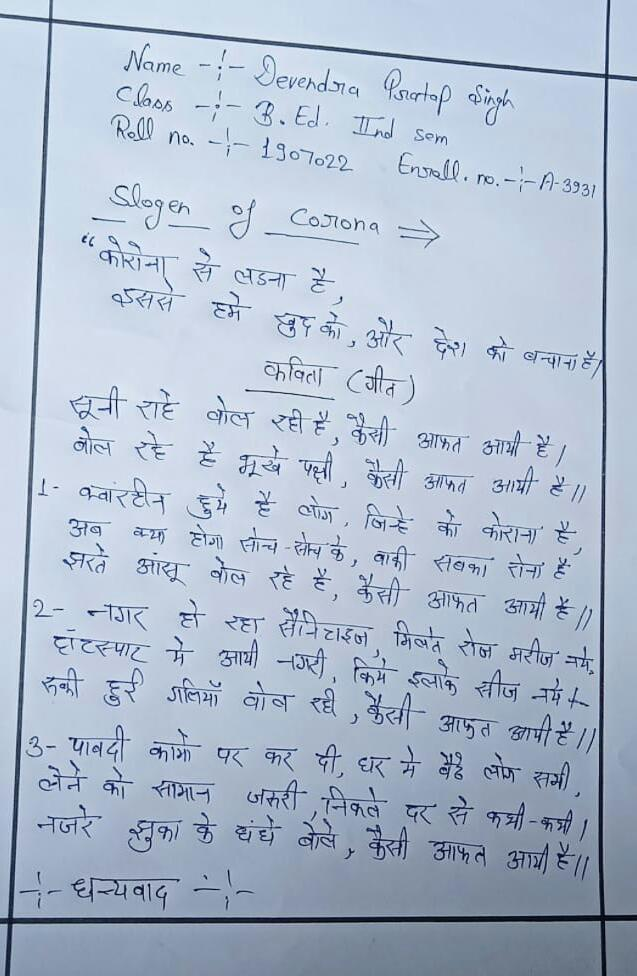 Name -:- Devendra Pratap Singh
Class -:- B.Ed. IInd sem
Roll no. -:- 1907022 Enroll. no. -:- A-3931
Slogen of Corona ⇒
"कोरोना से लडना है,
इससे हमे खुद को, और देश को बचाना है।
कविता (गीत)
सूनी राहे बोल रही है, कैसी आफत आयी है।
बोल रहे है भूखे पक्षी, कैसी आफत आयी है।।
1- क्वारंटीन हुये है लोग, जिन्हे को कोराना है,
अब क्या होगा सोच-सोच के, बाकी सबका रोना है
झरते आंसू बोल रहे है, कैसी आफत आयी है।।
2- नगर हो रहा सैनिटाइज, मिलते रोज मरीज नये,
हॉटस्पाट मे आयी नगरी, किये इलाके सीज नये।
रुकी हुई गलियाँ बोल रही, कैसी आफत आयी है।।
3- पाबदी कामो पर कर दी, घर मे बैठे लोग सभी,
लेने को सामान जरुरी, निकले दर से कभी-कभी।
नजरे झुका के धंधे बोले, कैसी आफत आयी है।।
-:- धन्यवाद -:-